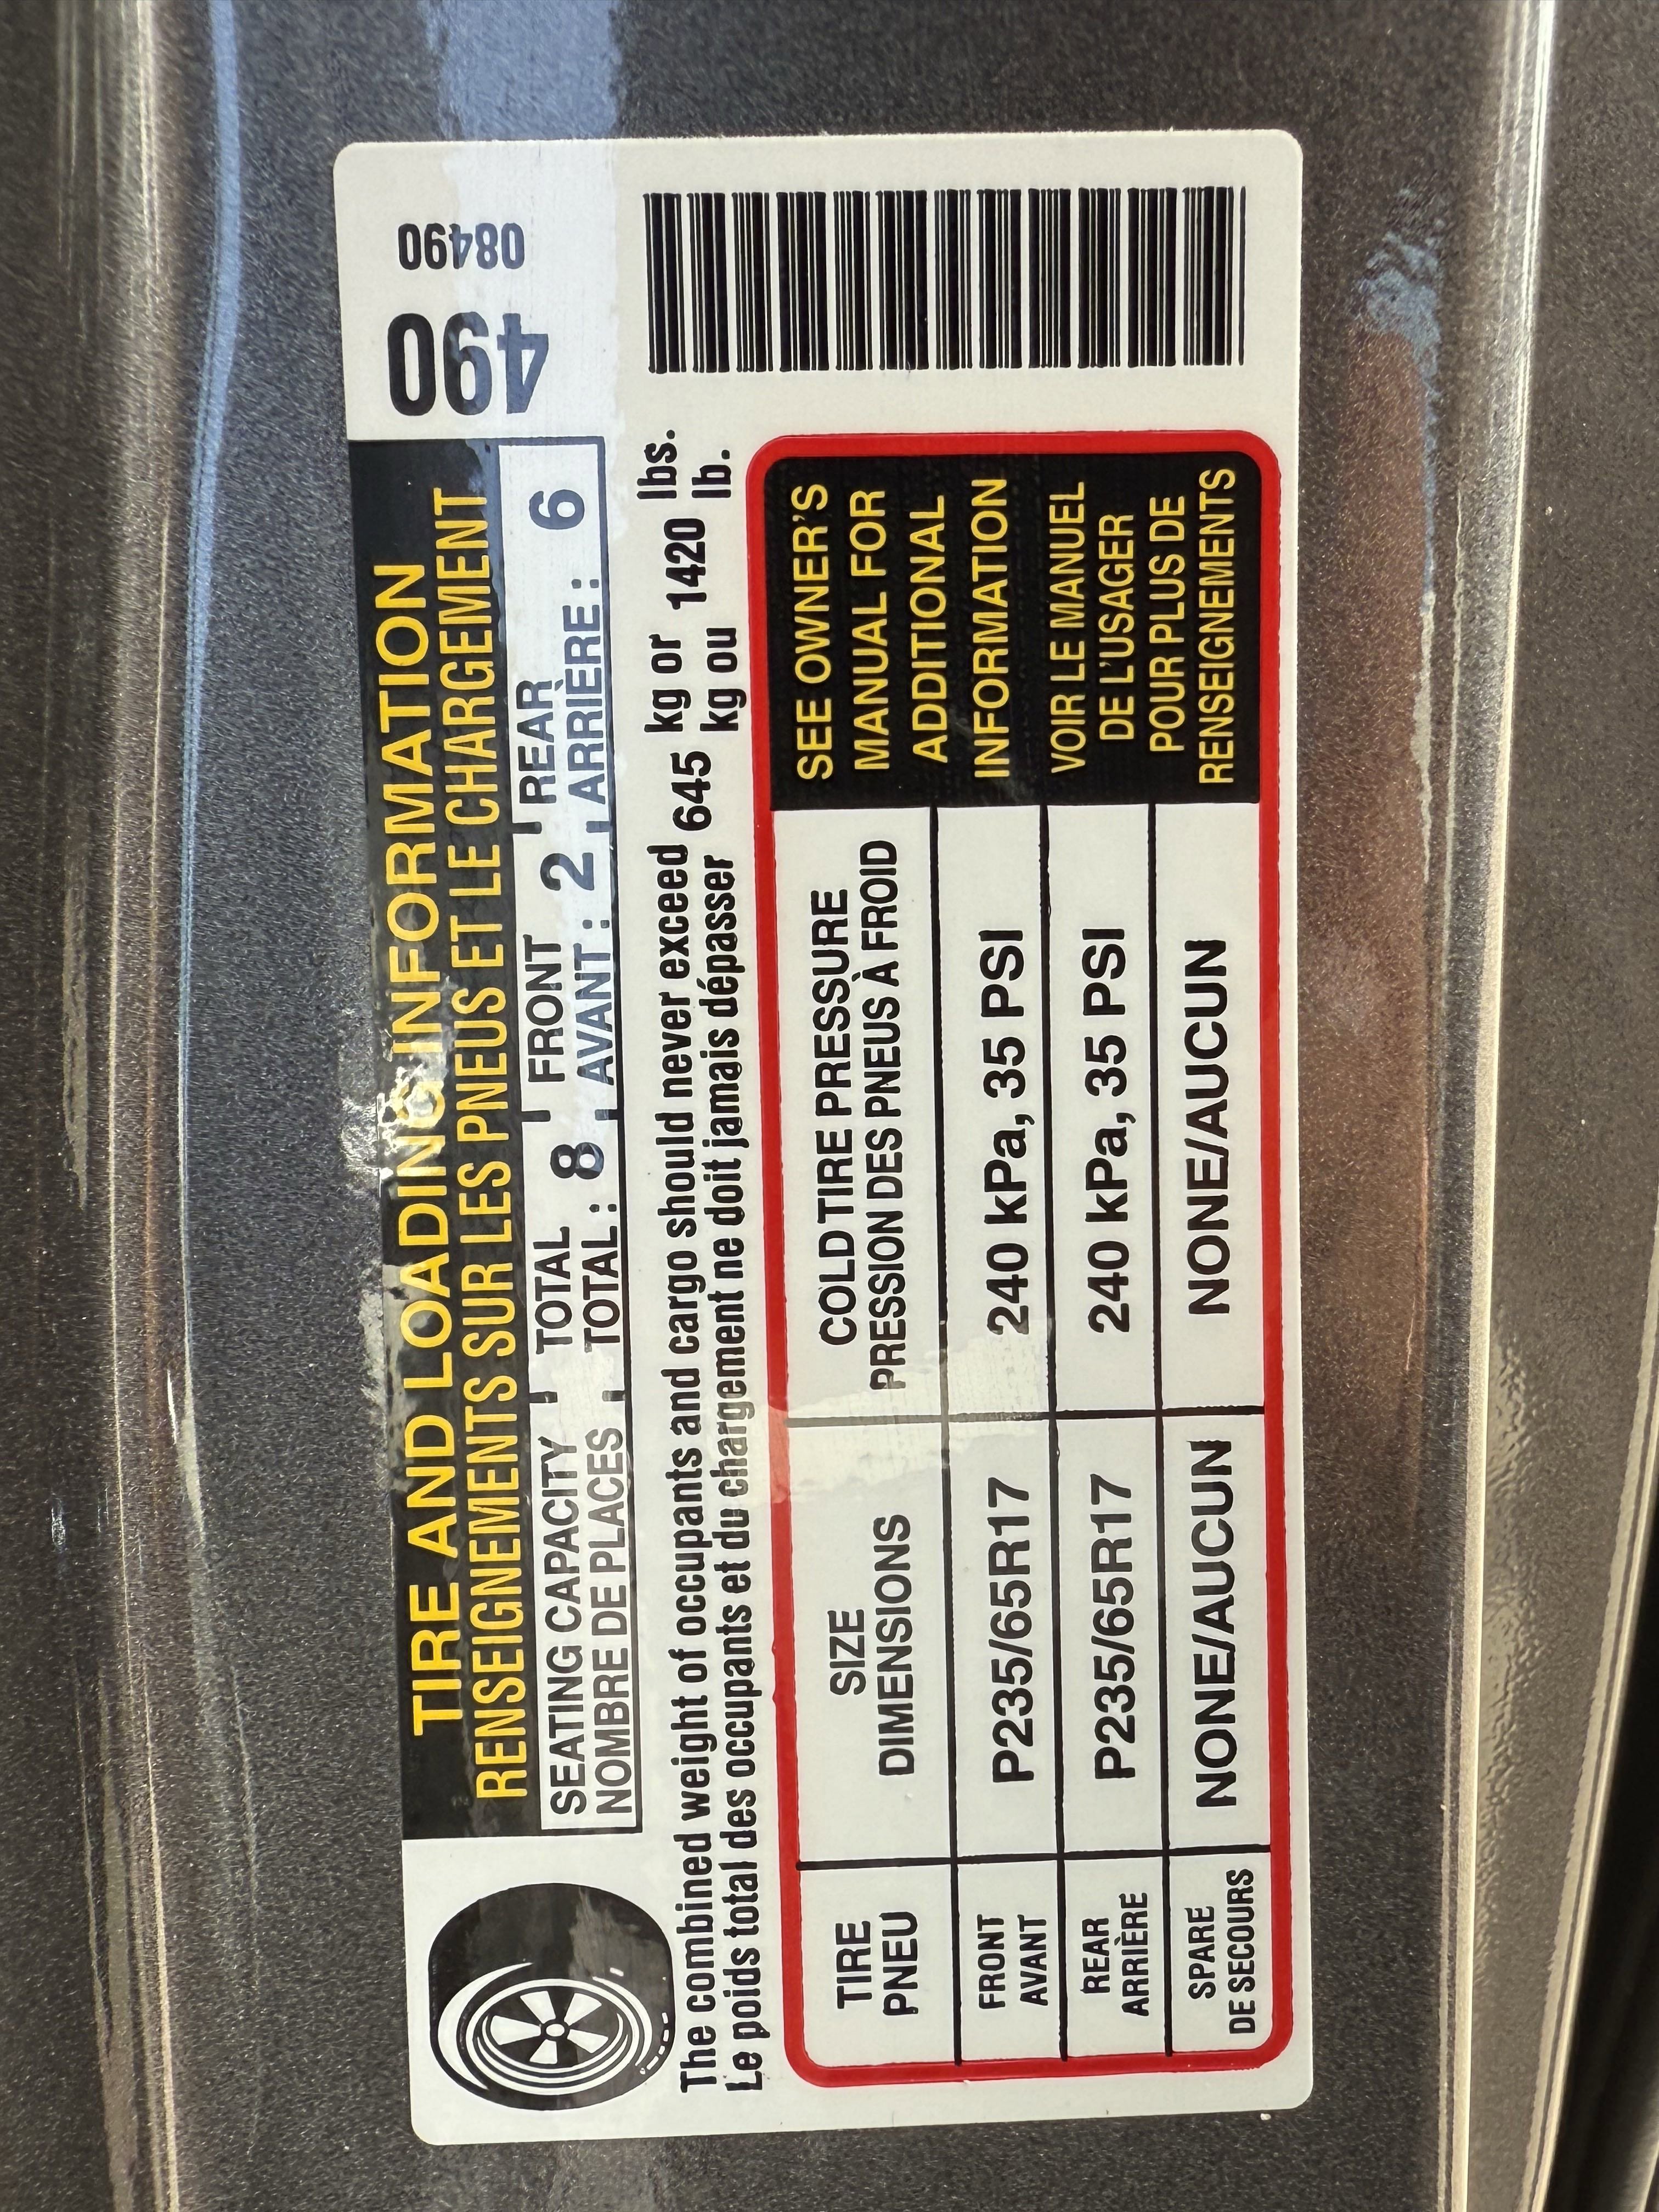 TIRE AND LOADING INFORMATION
RENSEIGNEMENTS SUR LES PNEUS ET LE CHARGEMENT
490
08490
SEATING CAPACITY TOTAL 8 FRONT 2 REAR 6
NOMBRE DE PLACES TOTAL : AVANT : ARRIÈRE :
The combined weight of occupants and cargo should never exceed 645 kg or 1420 lbs.
Le poids total des occupants et du chargement ne doit jamais dépasser kg ou lb.
TIRE
PNEU
SIZE
DIMENSIONS
COLD TIRE PRESSURE
PRESSION DES PNEUS À FROID
FRONT
AVANT
P235/65R17
240 kPa, 35 PSI
REAR
ARRIÈRE
P235/65R17
240 kPa, 35 PSI
SPARE
DE SECOURS
NONE/AUCUN
NONE/AUCUN
SEE OWNER'S
MANUAL FOR
ADDITIONAL
INFORMATION
VOIR LE MANUEL
DE L'USAGER
POUR PLUS DE
RENSEIGNEMENTS